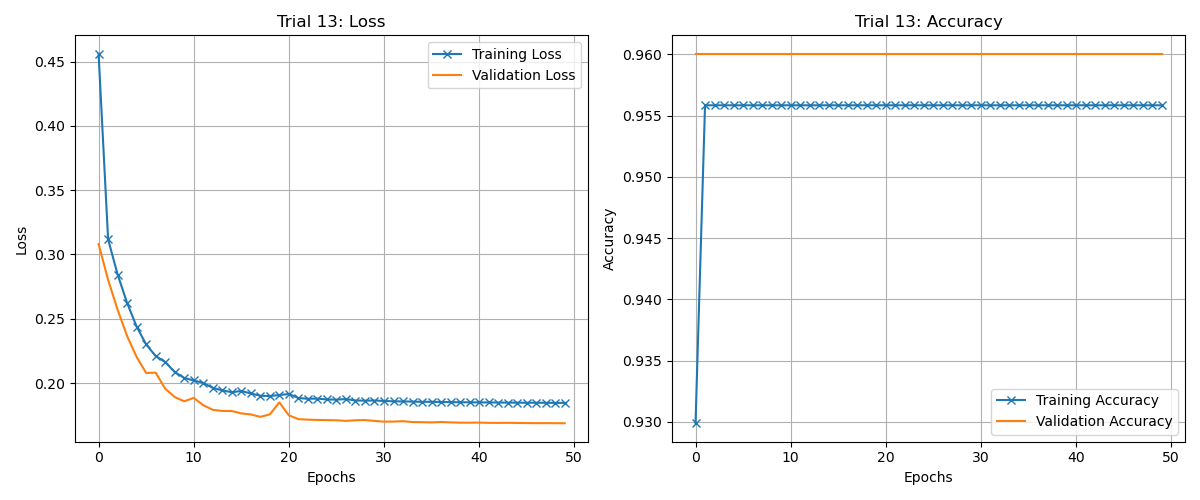 Trial 13: Loss
Training Loss
Validation Loss
0.45
0.40
0.35
0.30
0.25
0.20
Loss
0
10
20
30
40
50
Epochs
Trial 13: Accuracy
0.960
0.955
0.950
0.945
0.940
0.935
0.930
Accuracy
Training Accuracy
Validation Accuracy
0
10
20
30
40
50
Epochs